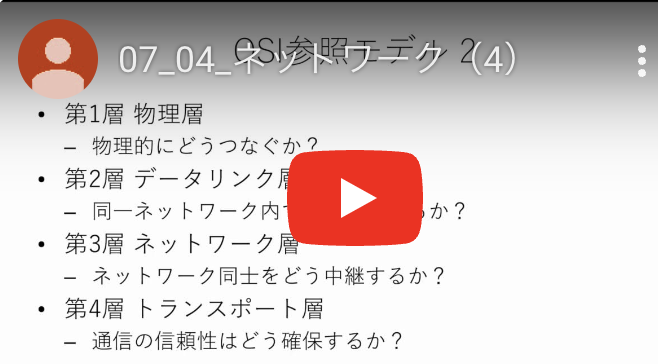 OSI参照モデル 2
07_04_ネットワーク（4）
• 第1層 物理層
– 物理的にどうつなぐか？
• 第2層 データリンク層
– 同一ネットワーク内で るか？
• 第3層 ネットワーク層
– ネットワーク同士をどう中継するか？
• 第4層 トランスポート層
– 通信の信頼性はどう確保するか？